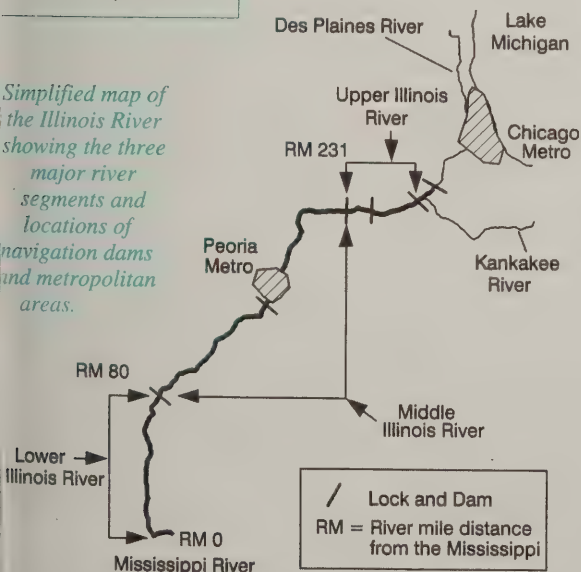 Simplified map of
the Illinois River
showing the three
major river
segments and
locations of
navigation dams
and metropolitan
areas.
Des Plaines River
Lake
Michigan
Upper Illinois
River
Chicago
Metro
RM 231
Peoria
Metro
Kankakee
River
RM 80
Middle
Illinois River
Lower
Illinois River
RM 0
Mississippi River
Lock and Dam
RM = River mile distance
from the Mississippi